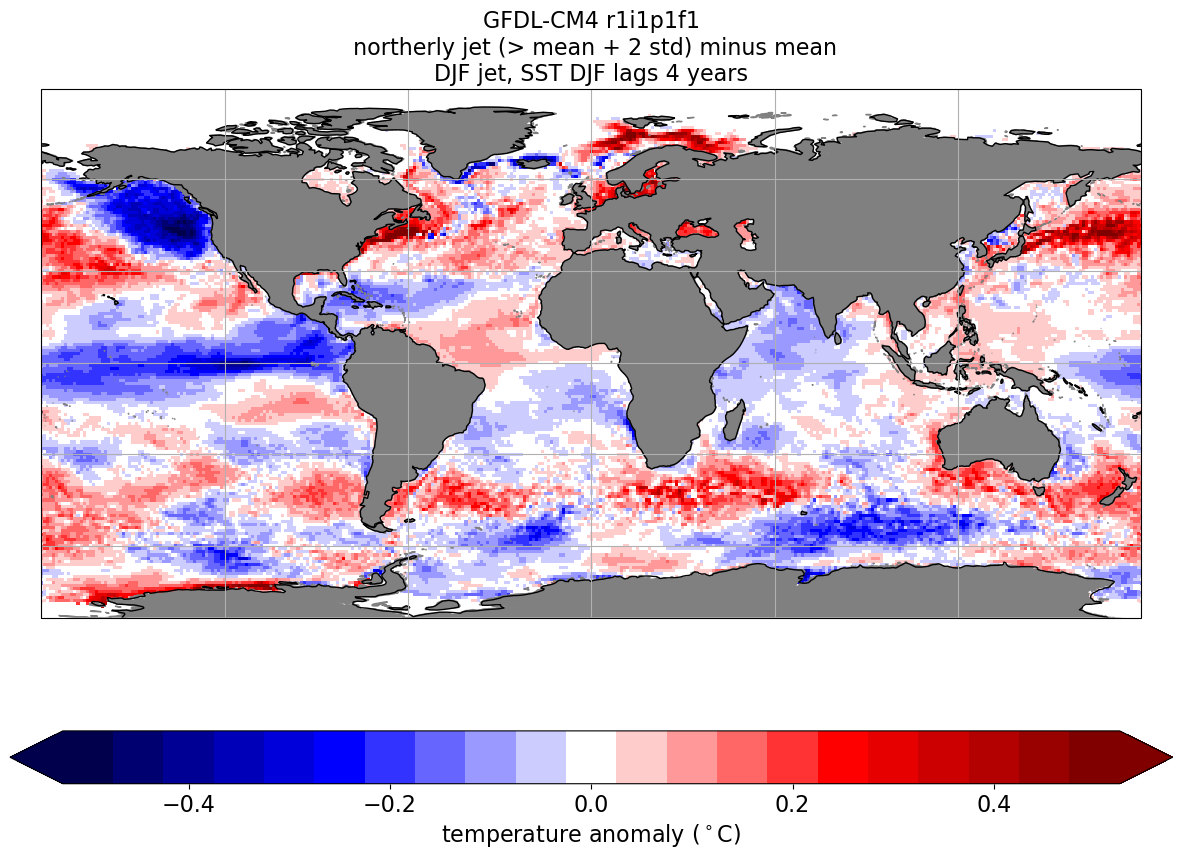 GFDL-CM4 r1i1p1f1
northerly jet (> mean + 2 std) minus mean
DJF jet, SST DJF lags 4 years
−0.4 −0.2 0.0 0.2 0.4
temperature anomaly (°C)